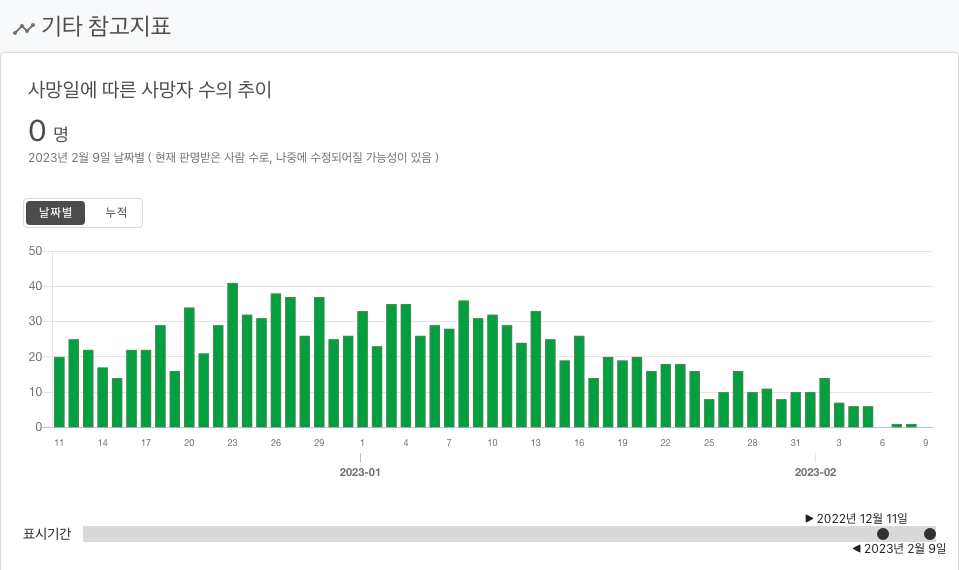 기타 참고지표
사망일에 따른 사망자 수의 추이
0 명
2023년 2월 9일 날짜별 ( 현재 판명받은 사람 수로, 나중에 수정되어질 가능성이 있음 )
날짜별 누적
50
40
30
20
10
0
11 14 17 20 23 26 29 1 4 7 10 13 16 19 22 25 28 31 3 6 9
2023-01 2023-02
▶ 2022년 12월 11일
표시기간
◀ 2023년 2월 9일